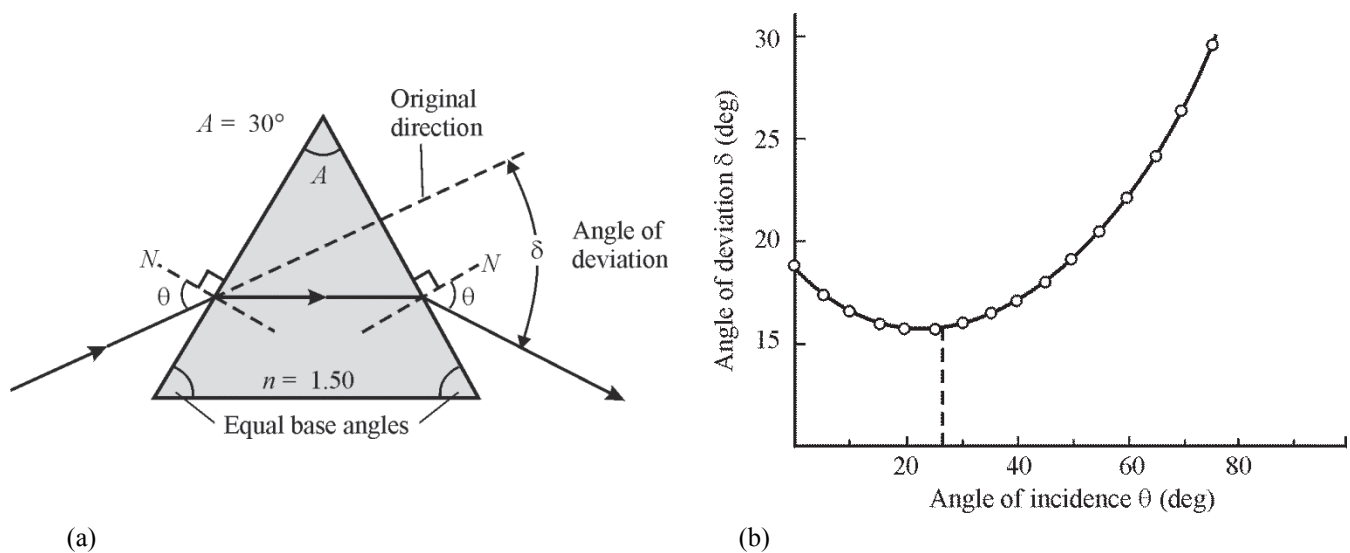 A = 30°
Original
direction
A
N
θ
N
θ
δ
Angle of
deviation
n = 1.50
Equal base angles
(a)
Angle of deviation δ (deg)
30
25
20
15
20 40 60 80
Angle of incidence θ (deg)
(b)